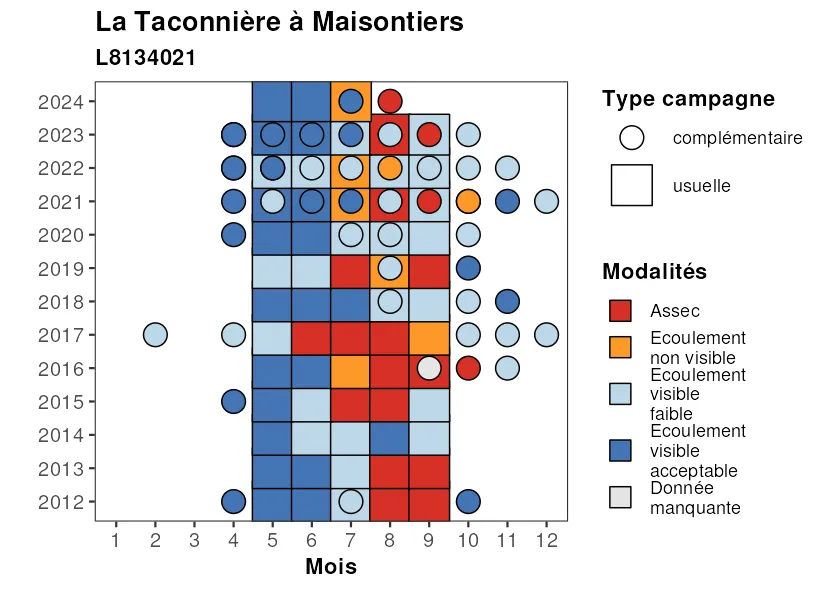 La Taconnière à Maisontiers
L8134021
2024
2023
2022
2021
2020
2019
2018
2017
2016
2015
2014
2013
2012
1 2 3 4 5 6 7 8 9 10 11 12
Mois
Type campagne
complémentaire
usuelle
Modalités
Assec
Ecoulement
non visible
Ecoulement
visible
faible
Ecoulement
visible
acceptable
Donnée
manquante